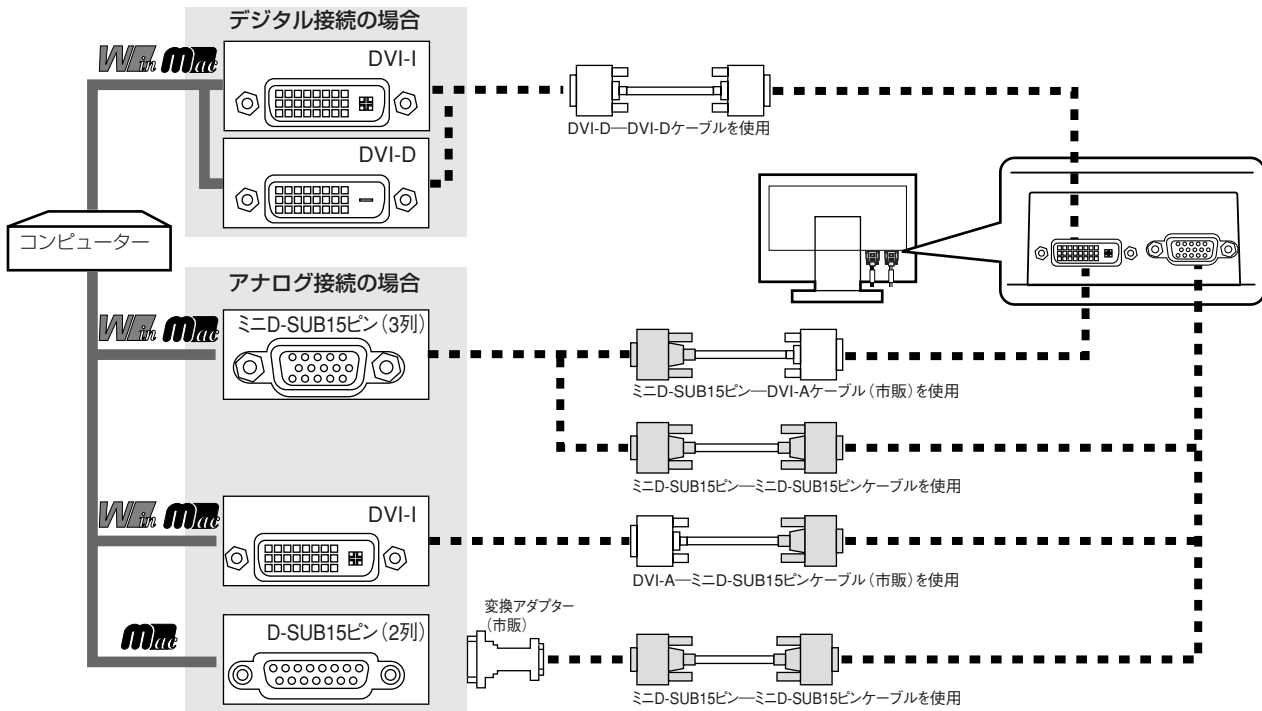 デジタル接続の場合
Win Mac
DVI-I
DVI-D
DVI-D―DVI-Dケーブルを使用
コンピューター
アナログ接続の場合
Win Mac
ミニD-SUB15ピン（3列）
ミニD-SUB15ピン―DVI-Aケーブル（市販）を使用
ミニD-SUB15ピン―ミニD-SUB15ピンケーブルを使用
Win Mac
DVI-I
DVI-A―ミニD-SUB15ピンケーブル（市販）を使用
Mac
D-SUB15ピン（2列）
変換アダプター
（市販）
ミニD-SUB15ピン―ミニD-SUB15ピンケーブルを使用